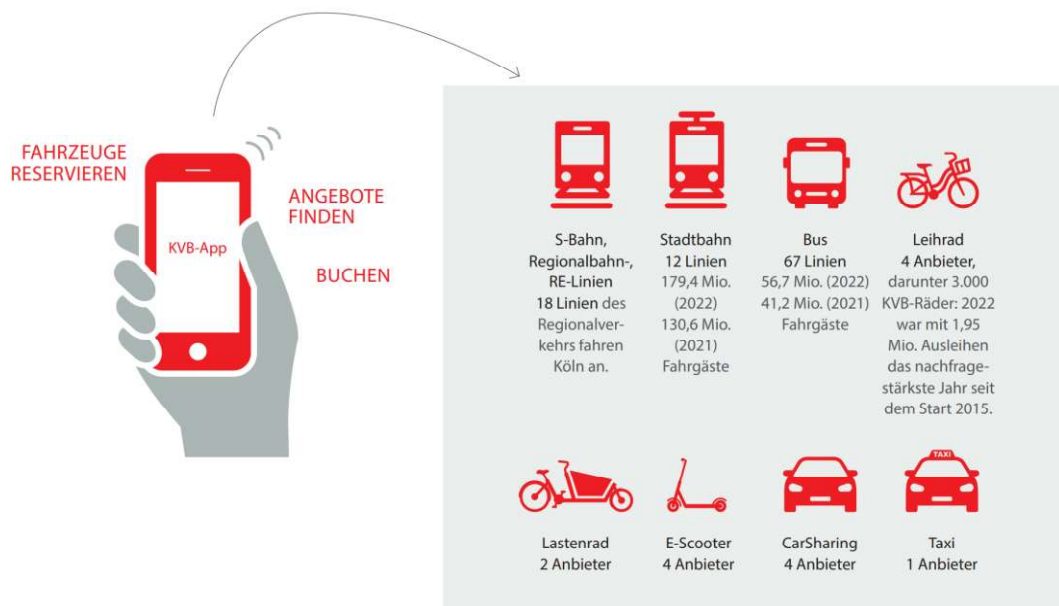 FAHRZEUGE
RESERVIEREN
ANGEBOTE
FINDEN
KVB-App
BUCHEN
S-Bahn,
Regionalbahn-,
RE-Linien
18 Linien des
Regionalver-
kehrs fahren
Köln an.
Stadtbahn
12 Linien
179,4 Mio.
(2022)
130,6 Mio.
(2021)
Fahrgäste
Bus
67 Linien
56,7 Mio. (2022)
41,2 Mio. (2021)
Fahrgäste
Leihrad
4 Anbieter,
darunter 3.000
KVB-Räder: 2022
war mit 1,95
Mio. Ausleihen
das nachfrage-
stärkste Jahr seit
dem Start 2015.
Lastenrad
2 Anbieter
E-Scooter
4 Anbieter
CarSharing
4 Anbieter
TAXI
Taxi
1 Anbieter